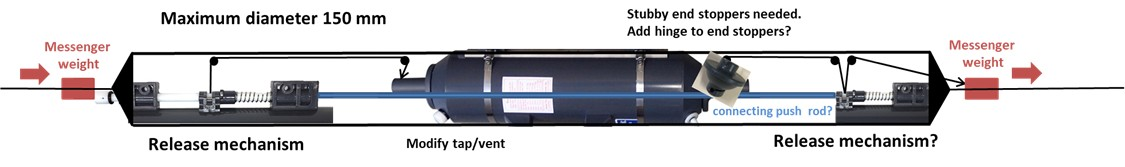 Maximum diameter 150 mm
Stubby end stoppers needed.
Add hinge to end stoppers?
Messenger
weight
Messenger
weight
connecting push rod?
Release mechanism
Modify tap/vent
Release mechanism?